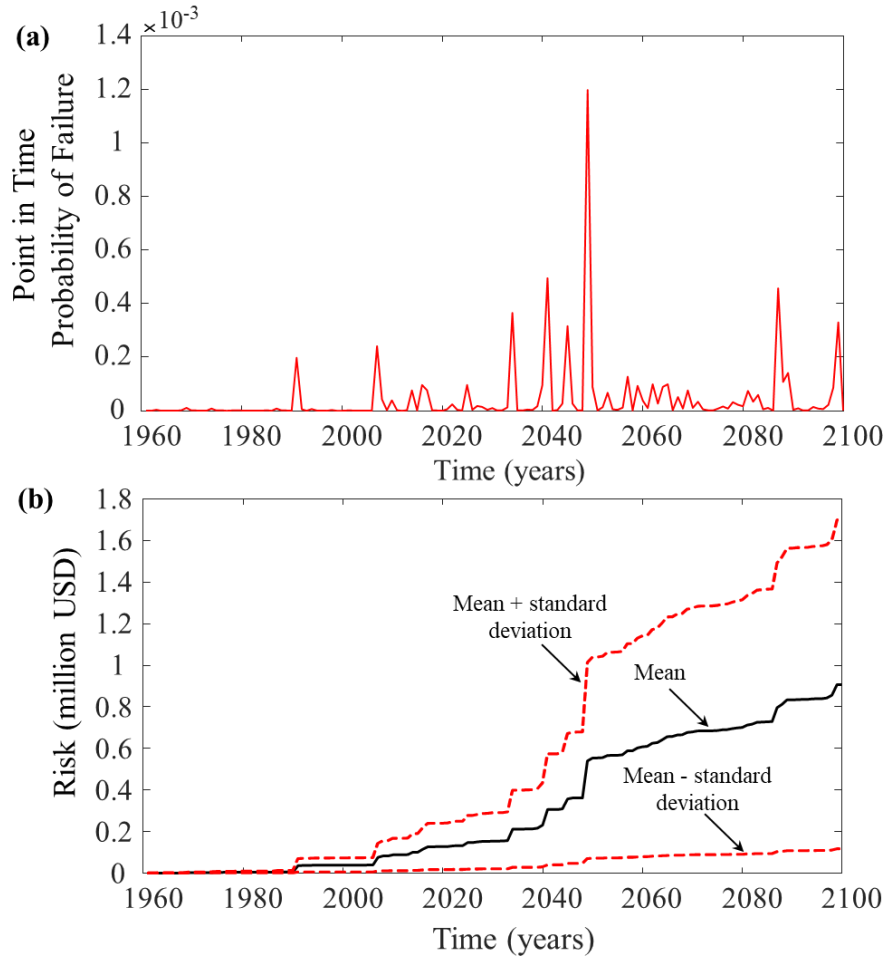 (a)
×10⁻³
1.4
1.2
1
0.8
0.6
0.4
0.2
0
Point in Time
Probability of Failure
1960 1980 2000 2020 2040 2060 2080 2100
Time (years)
(b)
1.8
1.6
1.4
1.2
1
0.8
0.6
0.4
0.2
0
Risk (million USD)
Mean + standard
deviation
Mean
Mean - standard
deviation
1960 1980 2000 2020 2040 2060 2080 2100
Time (years)